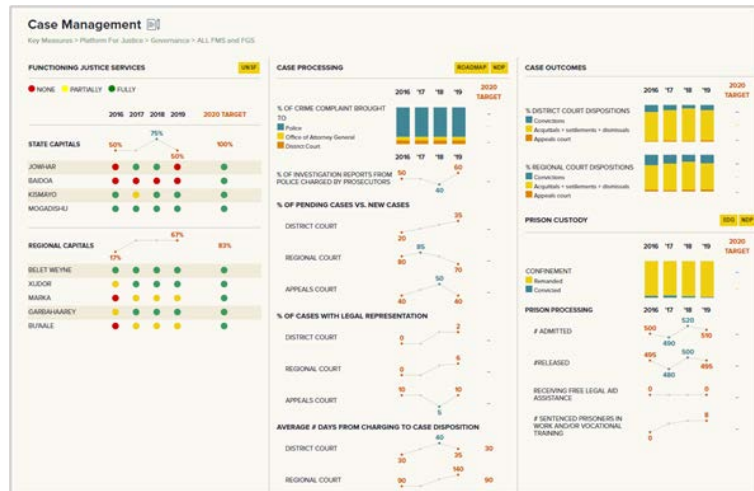 Case Management
Key Measures > Platform For Justice > Governance > ALL FMS and FGS
FUNCTIONING JUSTICE SERVICES
UNSF
NONE PARTIALLY FULLY
2016 2017 2018 2019 2020 TARGET
75%
STATE CAPITALS 50% 100%
50%
JOWHAR
BAIDOA
KISMAYO
MOGADISHU
67%
REGIONAL CAPITALS 83%
17%
BELET WEYNE
XUDOR
MARKA
GARBAHAAREY
BU'AALE
CASE PROCESSING
ROADMAP NDP
2016 '17 '18 '19 2020 TARGET
% OF CRIME COMPLAINT BROUGHT TO
Police
Office of Attorney General
District Court
2016 '17 '18 '19
% OF INVESTIGATION REPORTS FROM POLICE CHARGED BY PROSECUTORS
50 60
40
% OF PENDING CASES VS. NEW CASES
DISTRICT COURT
35
20
REGIONAL COURT
85
80 70
APPEALS COURT
50
40 40
% OF CASES WITH LEGAL REPRESENTATION
DISTRICT COURT
2
0
REGIONAL COURT
6
0
APPEALS COURT
10 10
5
AVERAGE # DAYS FROM CHARGING TO CASE DISPOSITION
DISTRICT COURT
40
30 35 30
REGIONAL COURT
140
90 90
CASE OUTCOMES
2016 '17 '18 '19 2020 TARGET
% DISTRICT COURT DISPOSITIONS
Convictions
Acquittals + settlements + dismissals
Appeals court
% REGIONAL COURT DISPOSITIONS
Convictions
Acquittals + settlements + dismissals
Appeals court
PRISON CUSTODY
SDG NDP
2016 '17 '18 '19 2020 TARGET
CONFINEMENT
Remanded
Convicted
PRISON PROCESSING 2016 '17 '18 '19
# ADMITTED
520
500 510
490
#RELEASED
495 500 495
480
RECEIVING FREE LEGAL AID ASSISTANCE
0 0
# SENTENCED PRISONERS IN WORK AND/OR VOCATIONAL TRAINING
8
0